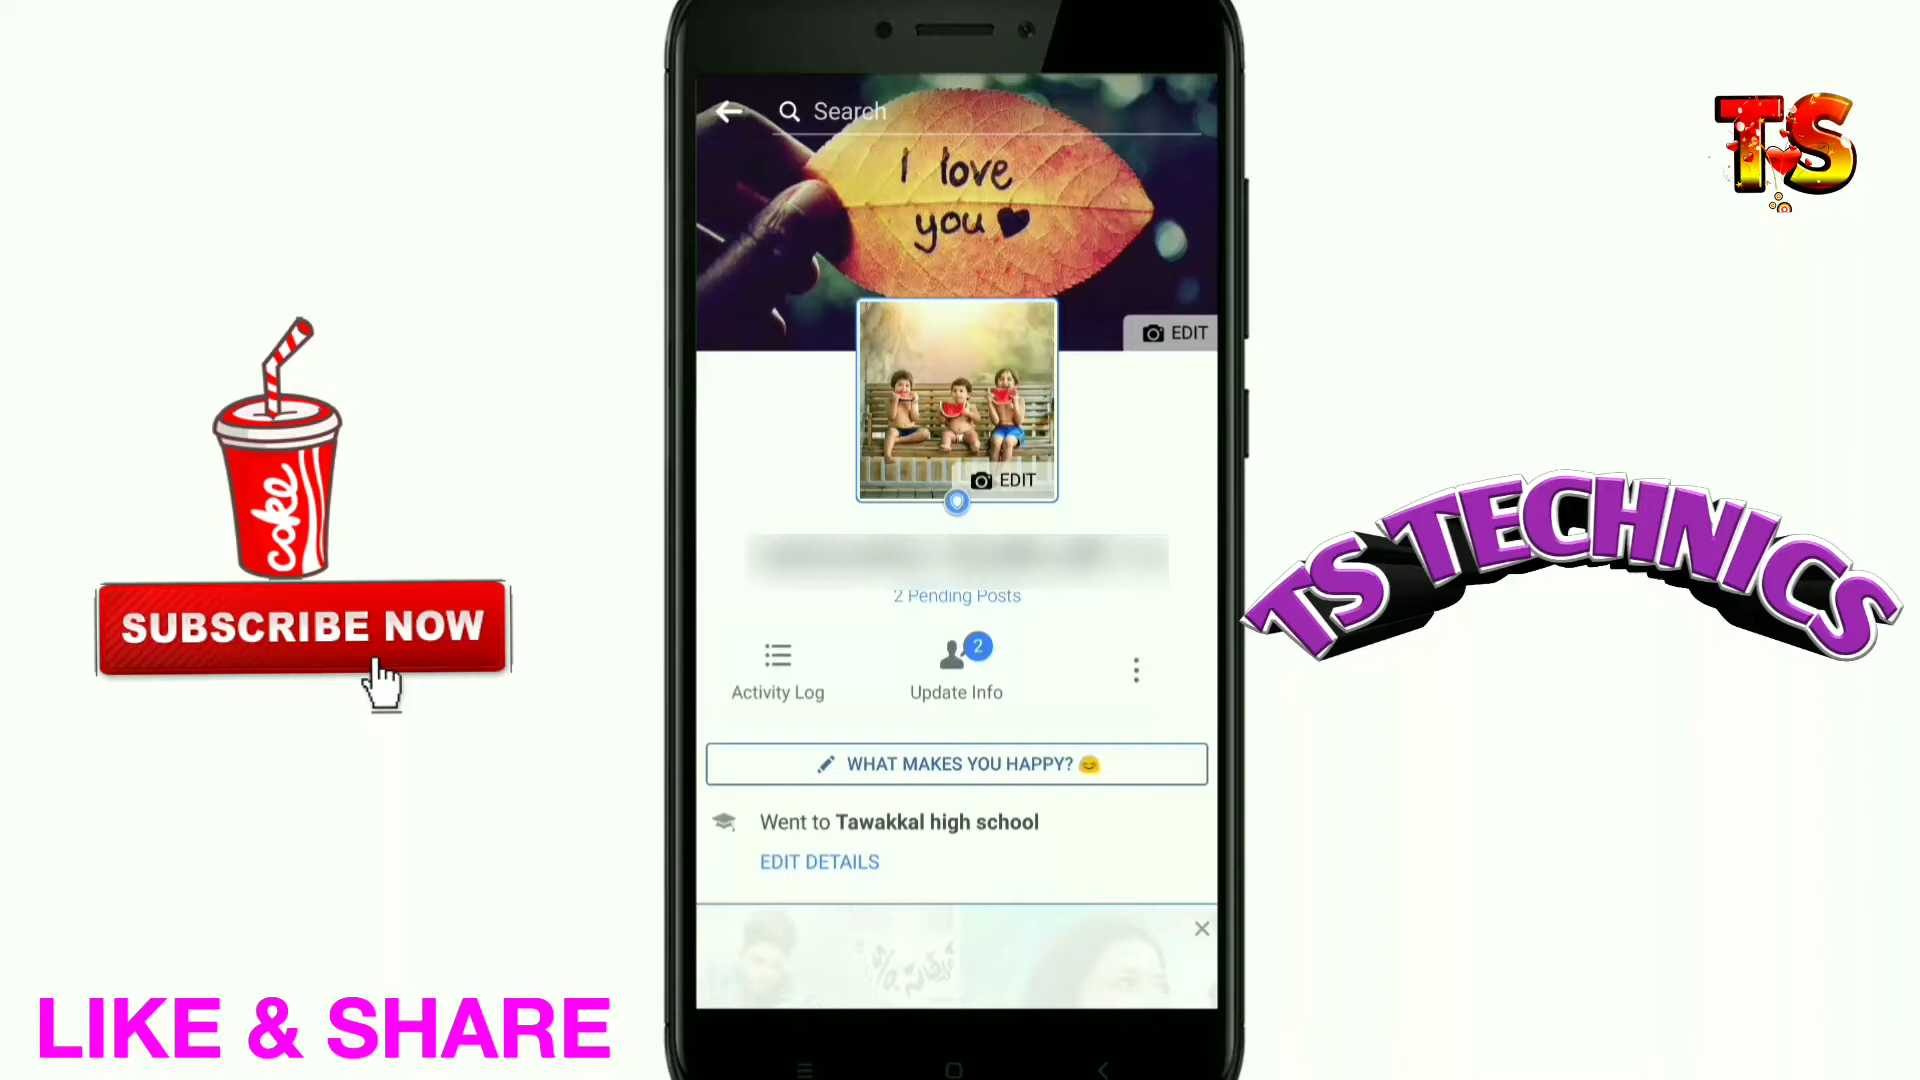 Search
I love
you
EDIT
EDIT
2 Pending Posts
2
Activity Log
Update Info
WHAT MAKES YOU HAPPY? 😊
Went to Tawakkal high school
EDIT DETAILS
TS
coke
SUBSCRIBE NOW
TS TECHNICS
LIKE & SHARE